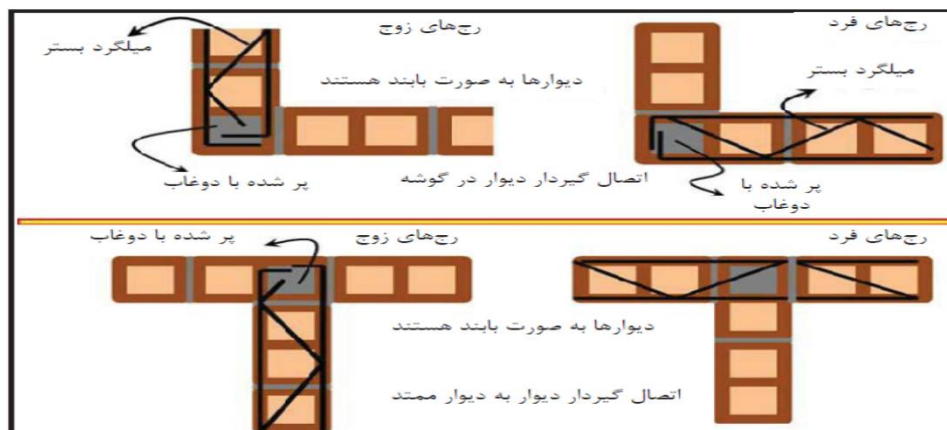 رج‌های فرد
میلگرد بستر
پر شده با
دوغاب
رج‌های زوج
میلگرد بستر
دیوارها به صورت بابند هستند
پر شده با دوغاب
اتصال گیردار دیوار در گوشه
رج‌های فرد
رج‌های زوج
پر شده با دوغاب
دیوارها به صورت بابند هستند
اتصال گیردار دیوار به دیوار ممتد